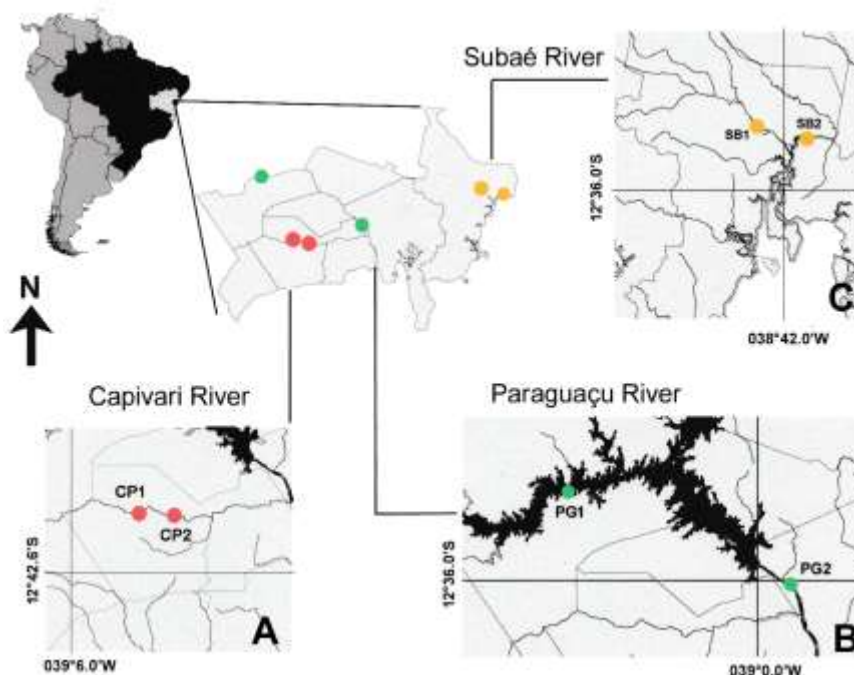 Subaé River
SB1
SB2
12°36.0'S
C
038°42.0'W
N
Capivari River
Paraguaçu River
CP1
CP2
12°42.6'S
A
039°6.0'W
PG1
PG2
12°36.0'S
B
039°0.0'W